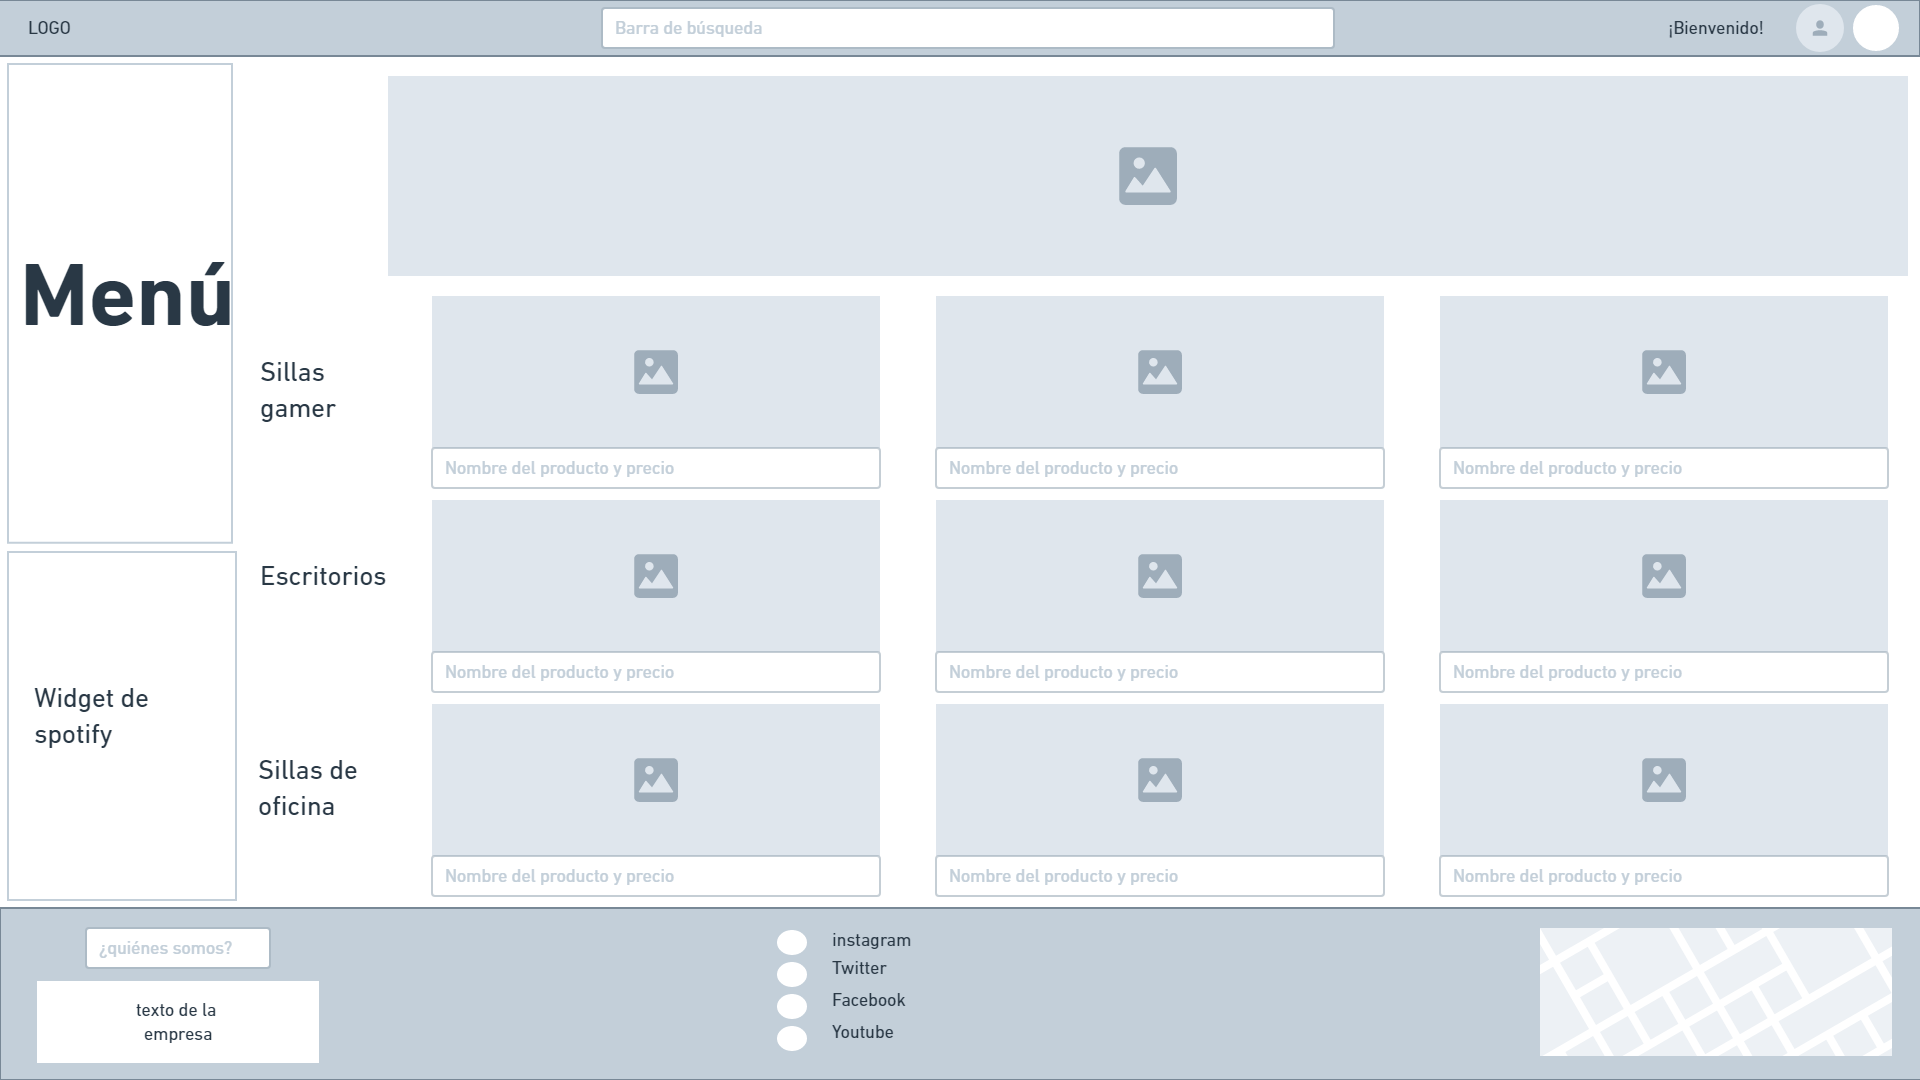 LOGO
Barra de búsqueda
¡Bienvenido!
Menú
Sillas
gamer
Nombre del producto y precio
Nombre del producto y precio
Nombre del producto y precio
Escritorios
Nombre del producto y precio
Nombre del producto y precio
Nombre del producto y precio
Widget de
spotify
Sillas de
oficina
Nombre del producto y precio
Nombre del producto y precio
Nombre del producto y precio
¿quiénes somos?
texto de la
empresa
instagram
Twitter
Facebook
Youtube